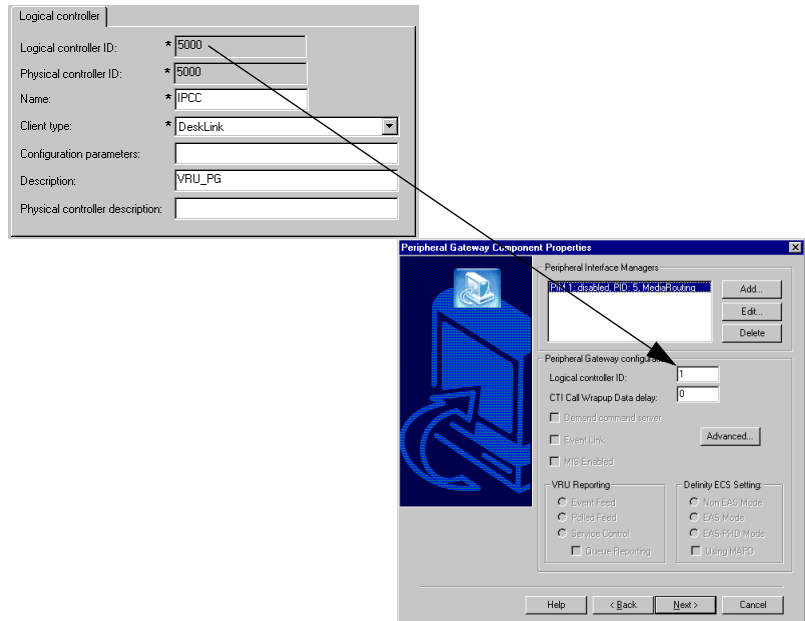 Logical controller
Logical controller ID: * 5000
Physical controller ID: * 5000
Name: * IPCC
Client type: * DeskLink
Configuration parameters:
Description: VRU_PG
Physical controller description:
Peripheral Gateway Component Properties
Peripheral Interface Managers
PIM 1, disabled, PID: 5, MediaRouting
Add...
Edit...
Delete
Peripheral Gateway configuration
Logical controller ID: 1
CTI Call Wrapup Data delay: 0
Demand command server
Event Link
Advanced...
MIS Enabled
VRU Reporting
Event Feed
Polled Feed
Service Control
Queue Reporting
Definity ECS Setting:
Non EAS Mode
EAS Mode
EAS-PHD Mode
Using MAPD
Help
< Back
Next >
Cancel